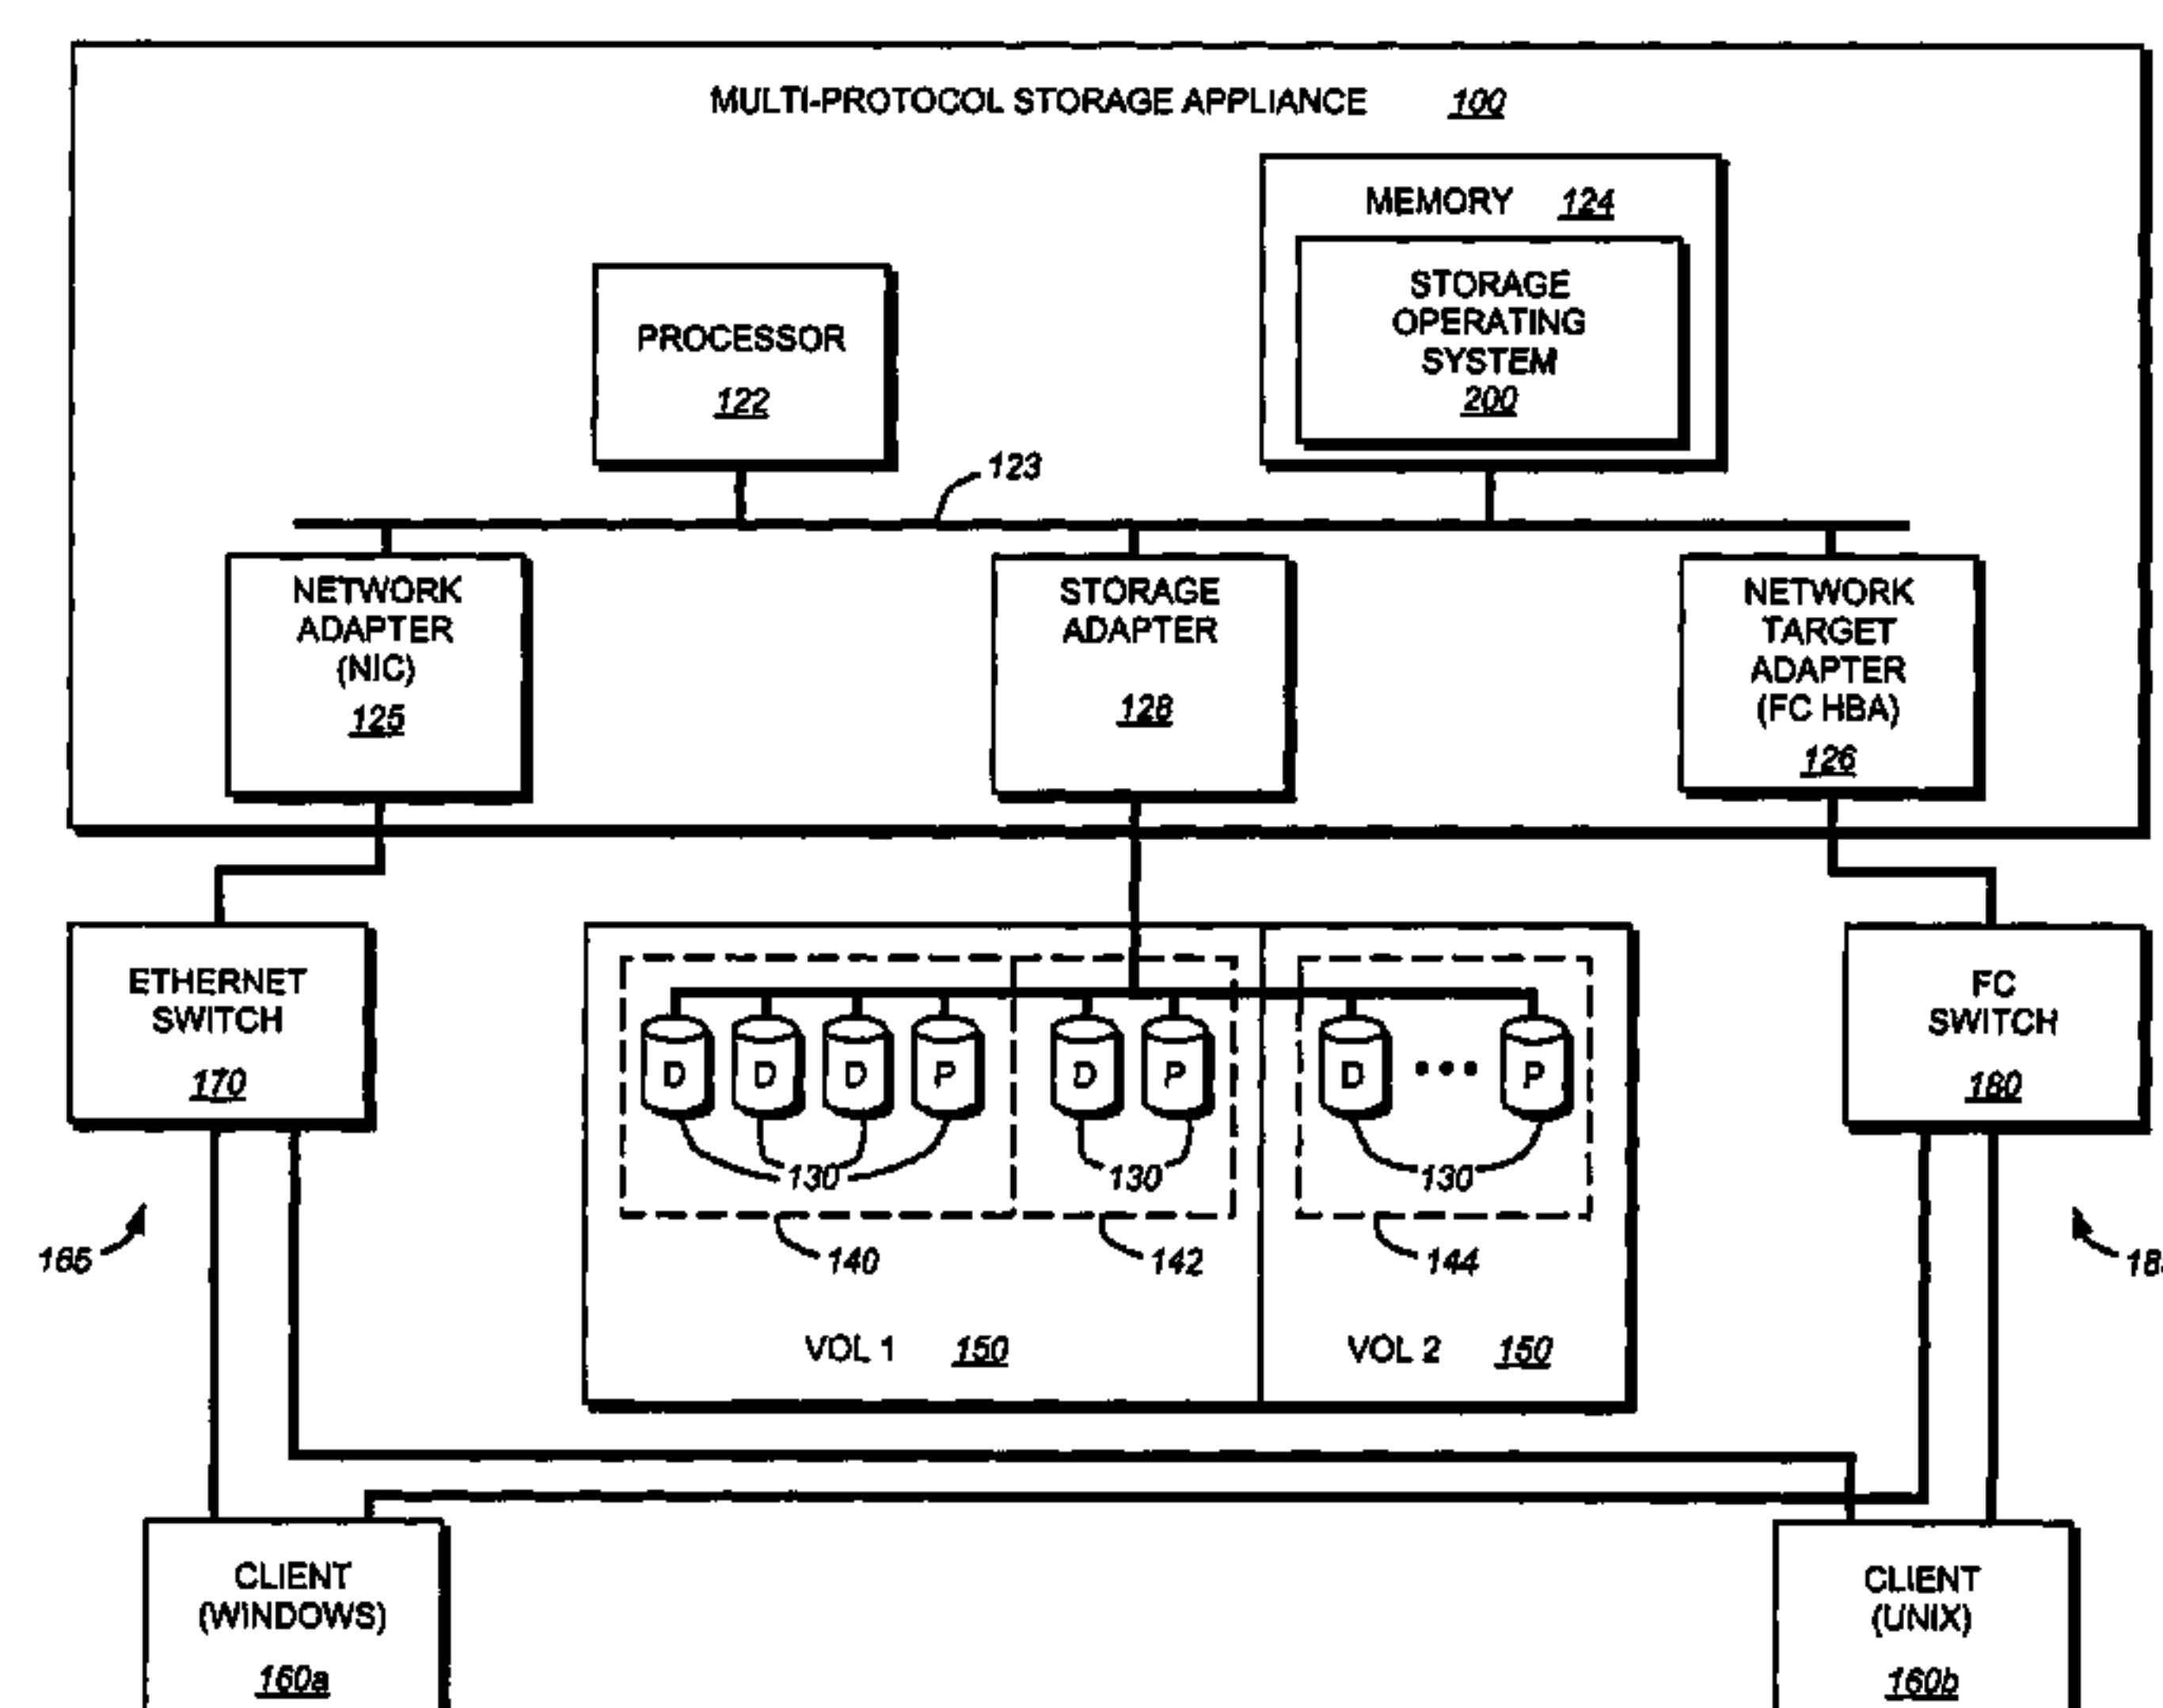 MULTI-PROTOCOL STORAGE APPLIANCE 100
MEMORY 124
STORAGE
OPERATING
SYSTEM
200
PROCESSOR
122
123
NETWORK
ADAPTER
(NIC)
125
STORAGE
ADAPTER
128
NETWORK
TARGET
ADAPTER
(FC HBA)
126
ETHERNET
SWITCH
170
D D D P D P D ••• P
130 130 130
140 142 144
VOL 1 150 VOL 2 150
FC
SWITCH
180
165
CLIENT
(WINDOWS)
160a
CLIENT
(UNIX)
160b